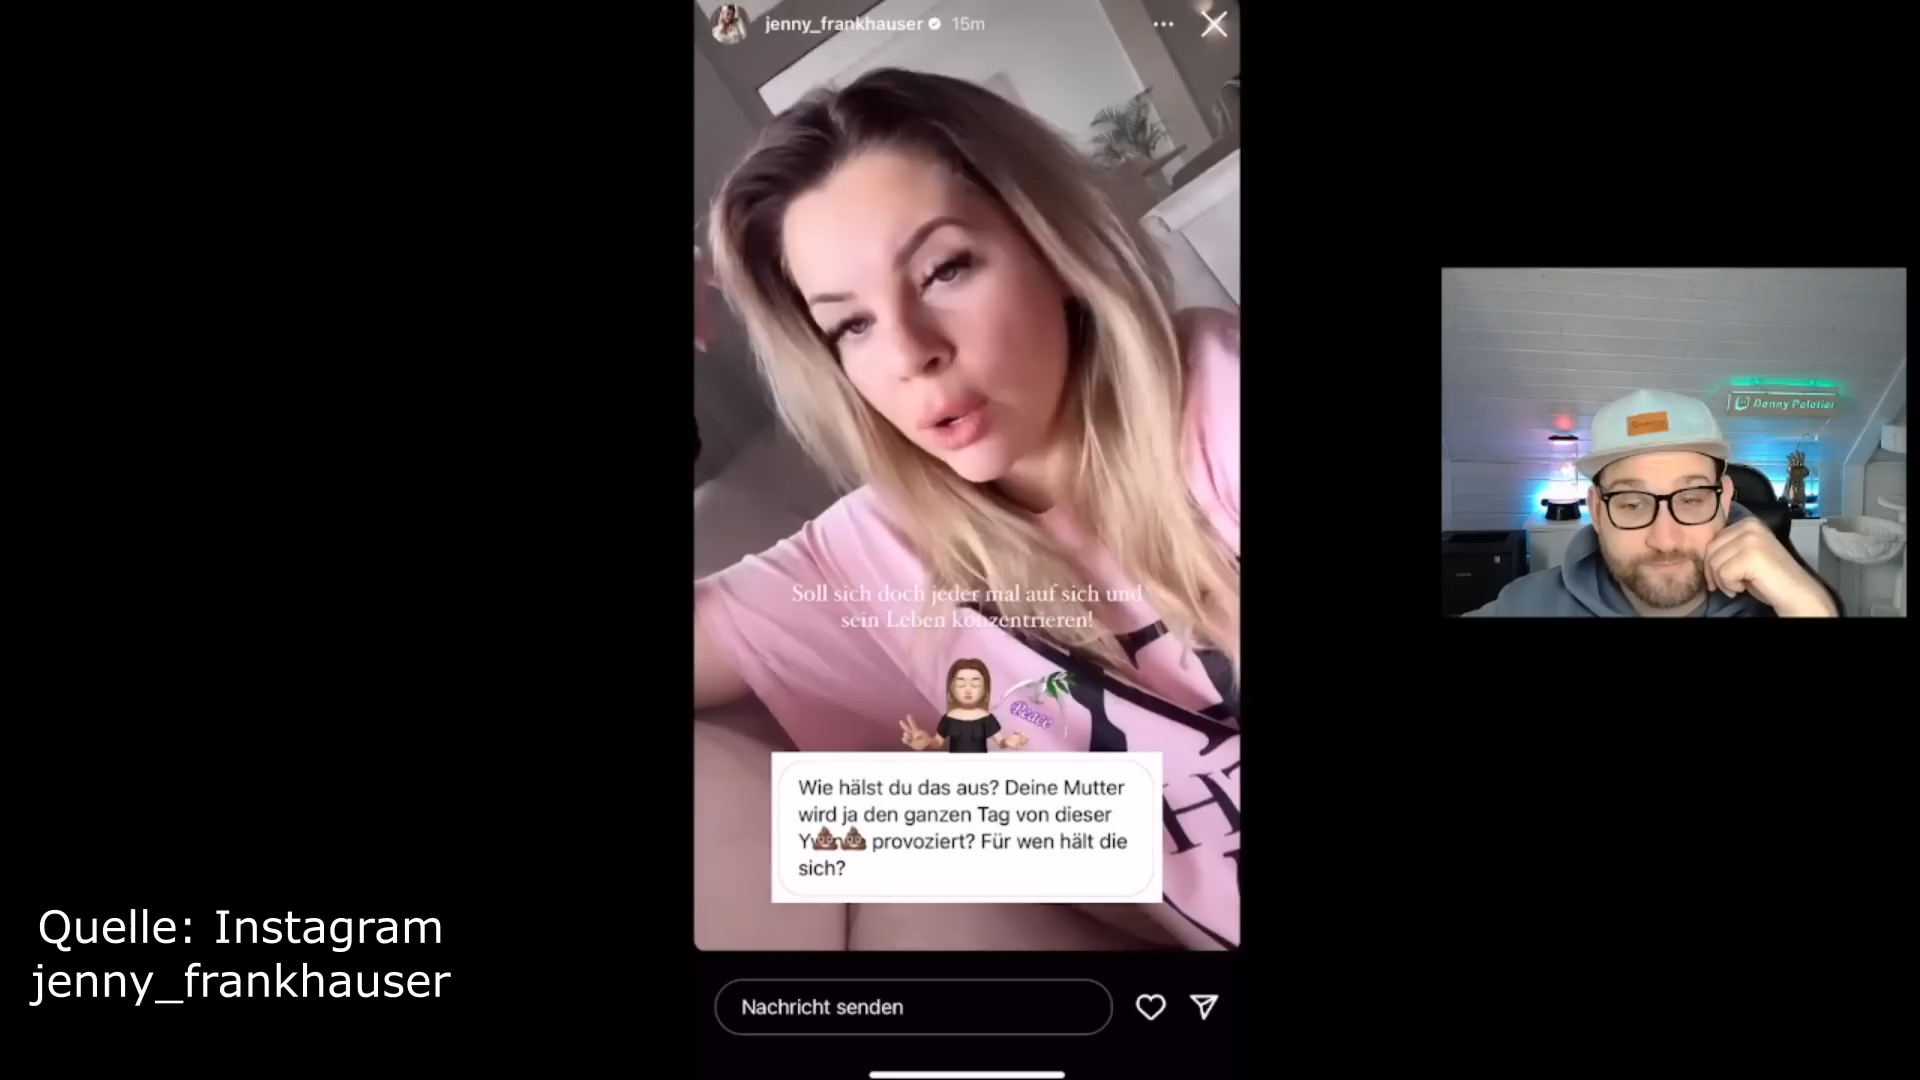 jenny_frankhauser 15m
Denny Pelotier
Soll sich doch jeder mal auf sich und
sein Leben konzentrieren!
Peace
Wie hälst du das aus? Deine Mutter
wird ja den ganzen Tag von dieser
provoziert? Für wen hält die
sich?
Quelle: Instagram
jenny_frankhauser
Nachricht senden